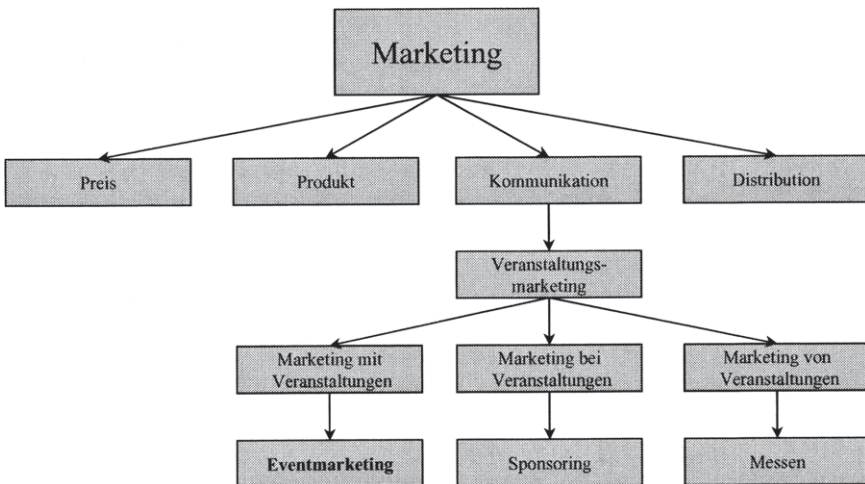 Marketing
Preis
Produkt
Kommunikation
Distribution
Veranstaltungs-
marketing
Marketing mit
Veranstaltungen
Marketing bei
Veranstaltungen
Marketing von
Veranstaltungen
Eventmarketing
Sponsoring
Messen